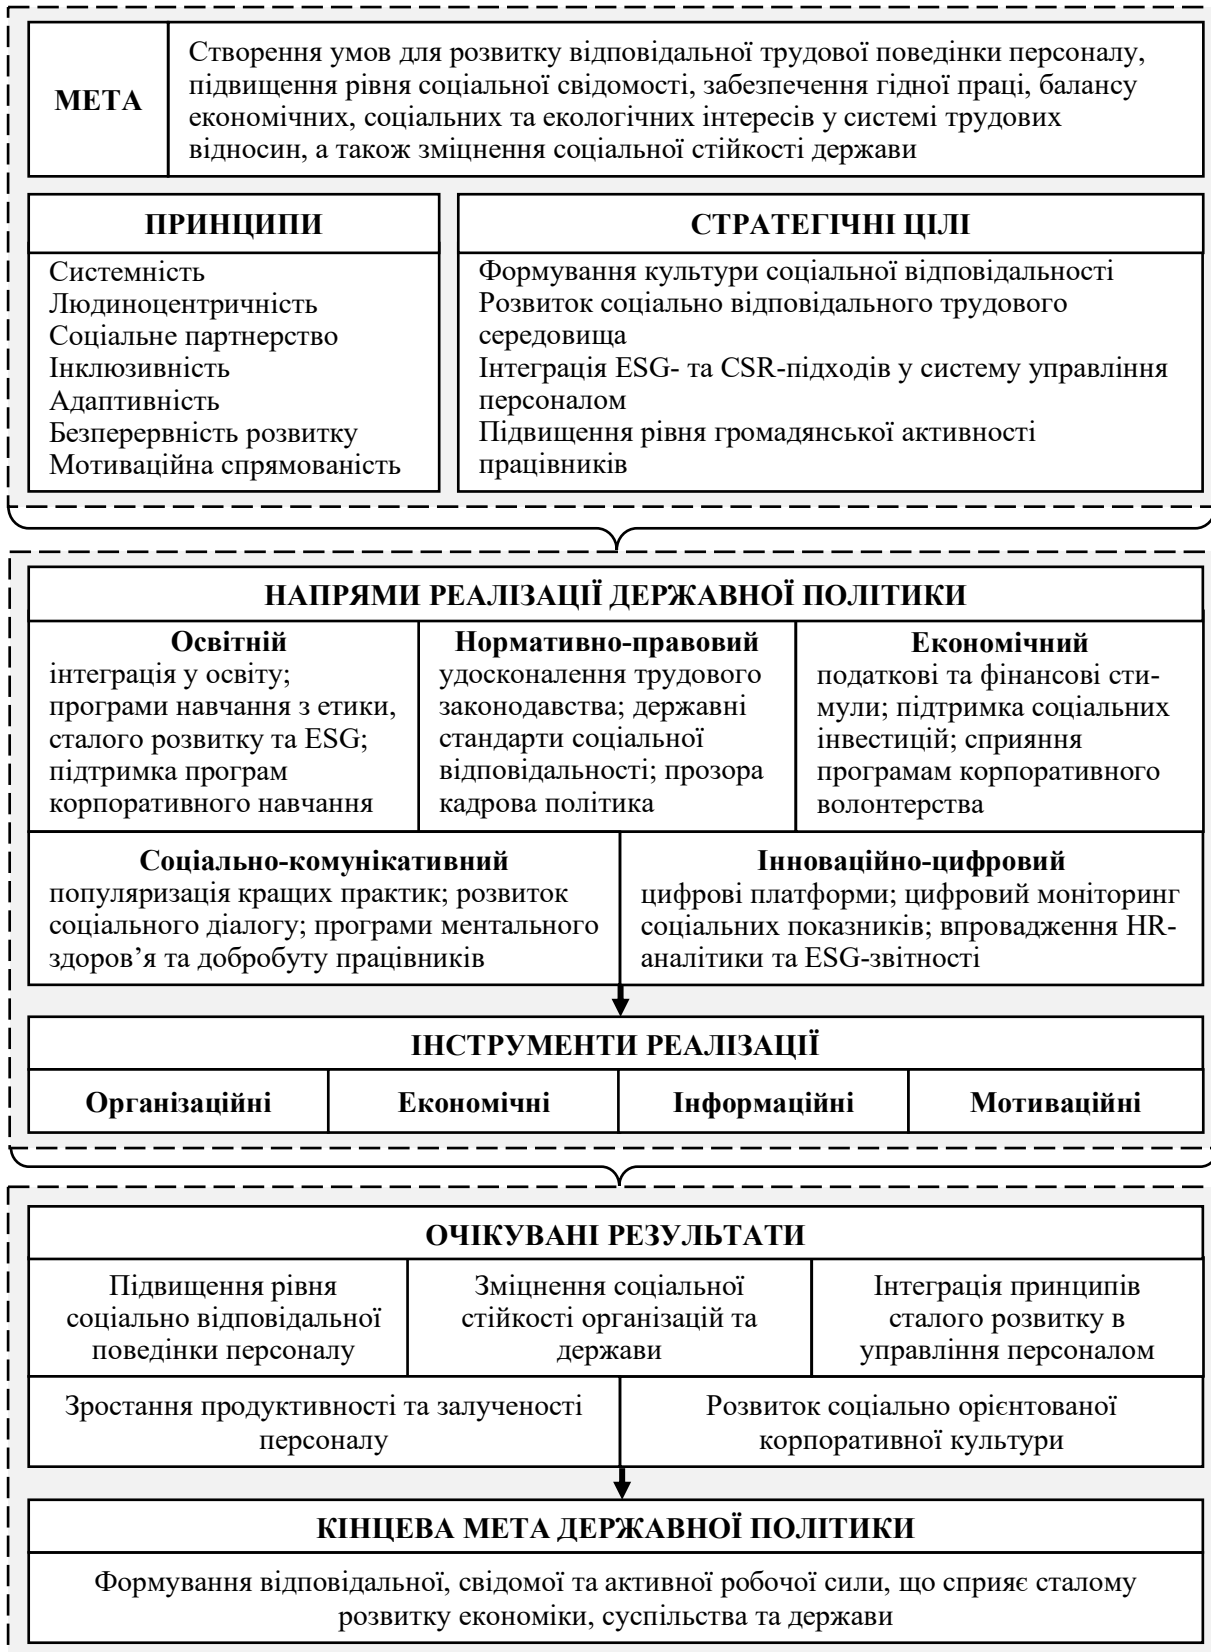 МЕТА
Створення умов для розвитку відповідальної трудової поведінки персоналу,
підвищення рівня соціальної свідомості, забезпечення гідної праці, балансу
економічних, соціальних та екологічних інтересів у системі трудових
відносин, а також зміцнення соціальної стійкості держави
ПРИНЦИПИ
Системність
Людиноцентричність
Соціальне партнерство
Інклюзивність
Адаптивність
Безперервність розвитку
Мотиваційна спрямованість
СТРАТЕГІЧНІ ЦІЛІ
Формування культури соціальної відповідальності
Розвиток соціально відповідального трудового
середовища
Інтеграція ESG- та CSR-підходів у систему управління
персоналом
Підвищення рівня громадянської активності
працівників
НАПРЯМИ РЕАЛІЗАЦІЇ ДЕРЖАВНОЇ ПОЛІТИКИ
Освітній
інтеграція у освіту;
програми навчання з етики,
сталого розвитку та ESG;
підтримка програм
корпоративного навчання
Нормативно-правовий
удосконалення трудового
законодавства; державні
стандарти соціальної
відповідальності; прозора
кадрова політика
Економічний
податкові та фінансові сти-
мули; підтримка соціальних
інвестицій; сприяння
програмам корпоративного
волонтерства
Соціально-комунікативний
популяризація кращих практик; розвиток
соціального діалогу; програми ментального
здоров’я та добробуту працівників
Інноваційно-цифровий
цифрові платформи; цифровий моніторинг
соціальних показників; впровадження HR-
аналітики та ESG-звітності
ІНСТРУМЕНТИ РЕАЛІЗАЦІЇ
Організаційні
Економічні
Інформаційні
Мотиваційні
ОЧІКУВАНІ РЕЗУЛЬТАТИ
Підвищення рівня
соціально відповідальної
поведінки персоналу
Зміцнення соціальної
стійкості організацій та
держави
Інтеграція принципів
сталого розвитку в
управління персоналом
Зростання продуктивності та залученості
персоналу
Розвиток соціально орієнтованої
корпоративної культури
КІНЦЕВА МЕТА ДЕРЖАВНОЇ ПОЛІТИКИ
Формування відповідальної, свідомої та активної робочої сили, що сприяє сталому
розвитку економіки, суспільства та держави